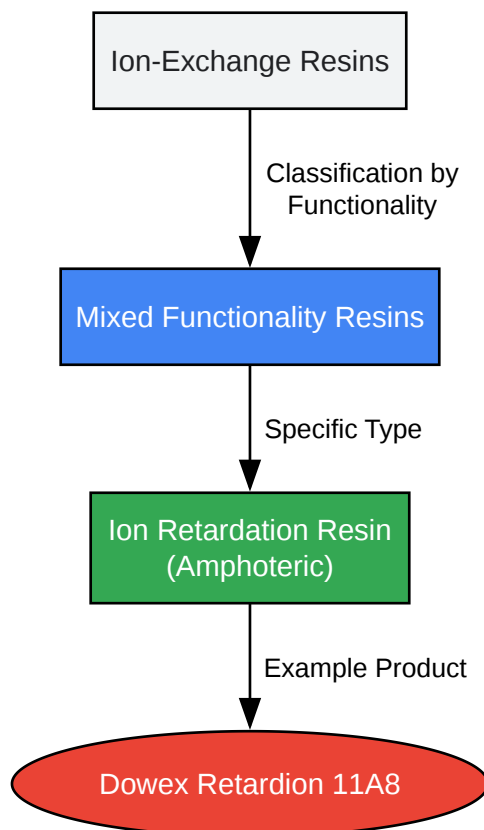 Ion-Exchange Resins
Classification by
Functionality
Mixed Functionality Resins
Specific Type
Ion Retardation Resin
(Amphoteric)
Example Product
Dowex Retardion 11A8